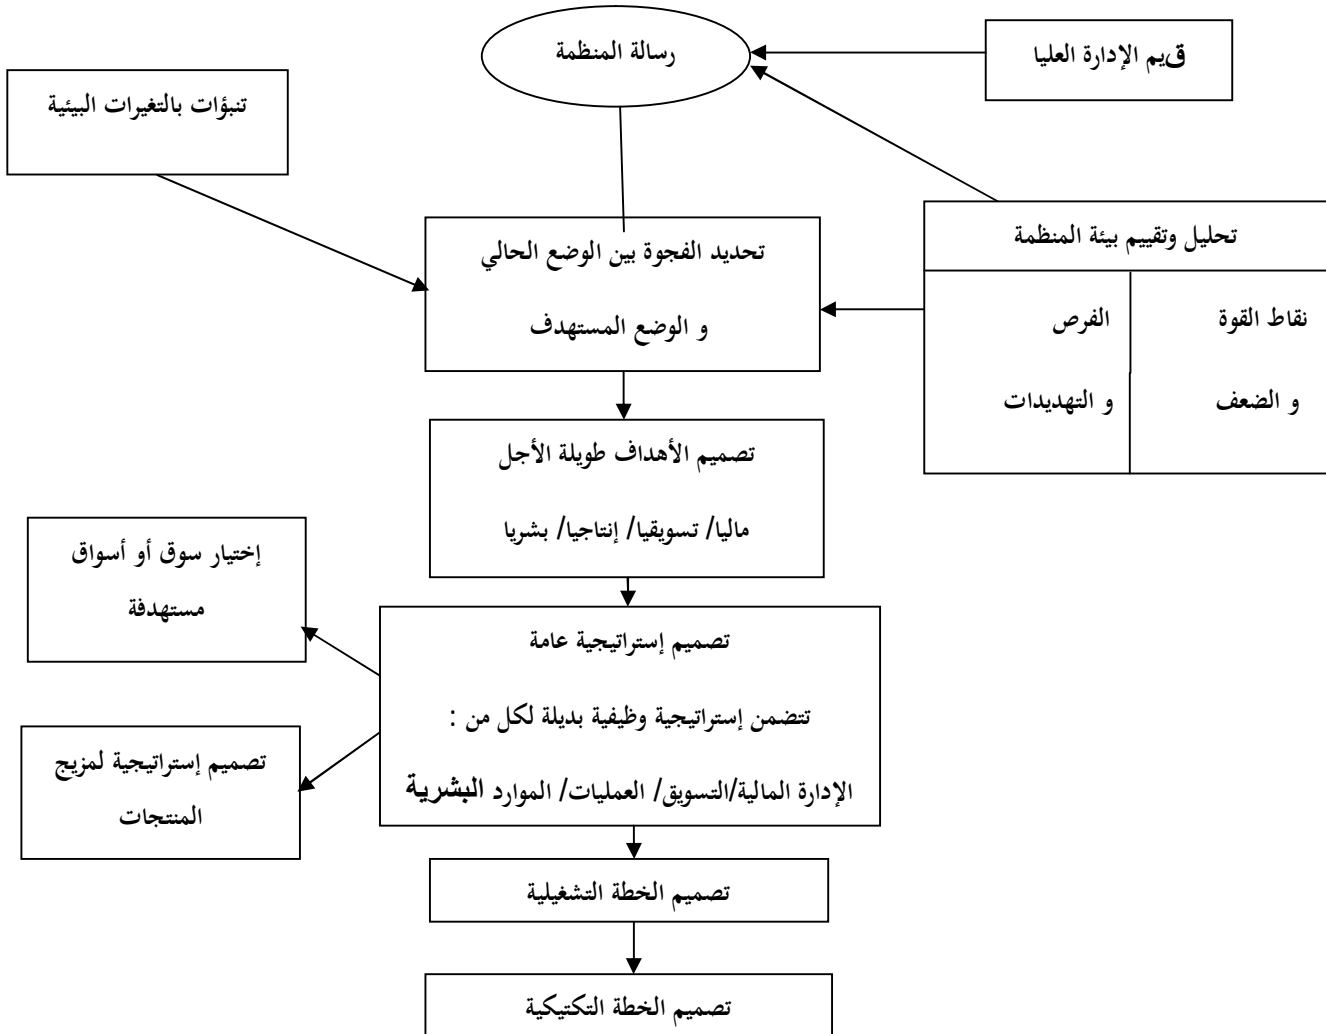 رسالة المنظمة
قيم الإدارة العليا
تنبؤات بالتغيرات البيئية
تحليل وتقييم بيئة المنظمة
نقاط القوة
و الضعف
الفرص
و التهديدات
تحديد الفجوة بين الوضع الحالي
و الوضع المستهدف
تصميم الأهداف طويلة الأجل
ماليا/ تسويقيا/ إنتاجيا/ بشريا
إختيار سوق أو أسواق
مستهدفة
تصميم إستراتيجية عامة
تتضمن إستراتيجية وظيفية بديلة لكل من :
الإدارة المالية/التسويق/ العمليات/ الموارد البشرية
تصميم إستراتيجية لمزيج
المنتجات
تصميم الخطة التشغيلية
تصميم الخطة التكتيكية